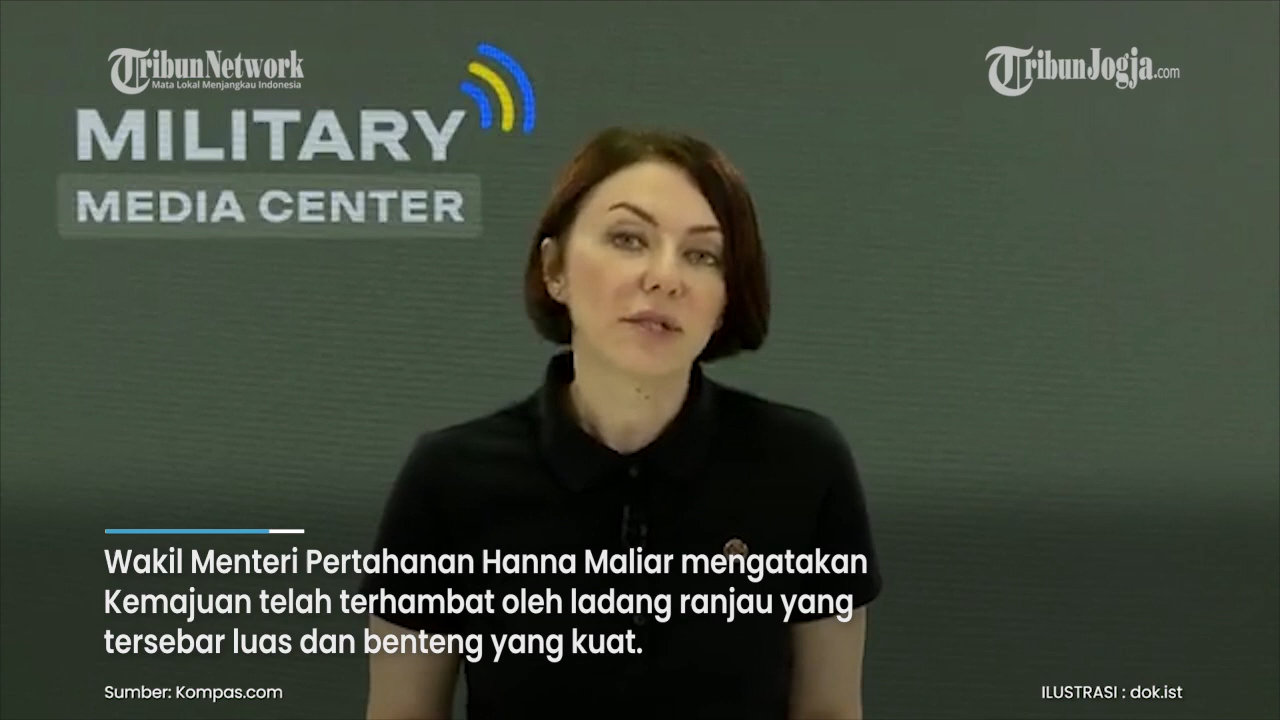 TribunNetwork
Mata Lokal Menjangkau Indonesia
TribunJogja.com
MILITARY
MEDIA CENTER
Wakil Menteri Pertahanan Hanna Maliar mengatakan
Kemajuan telah terhambat oleh ladang ranjau yang
tersebar luas dan benteng yang kuat.
Sumber: Kompas.com
ILUSTRASI : dok.ist